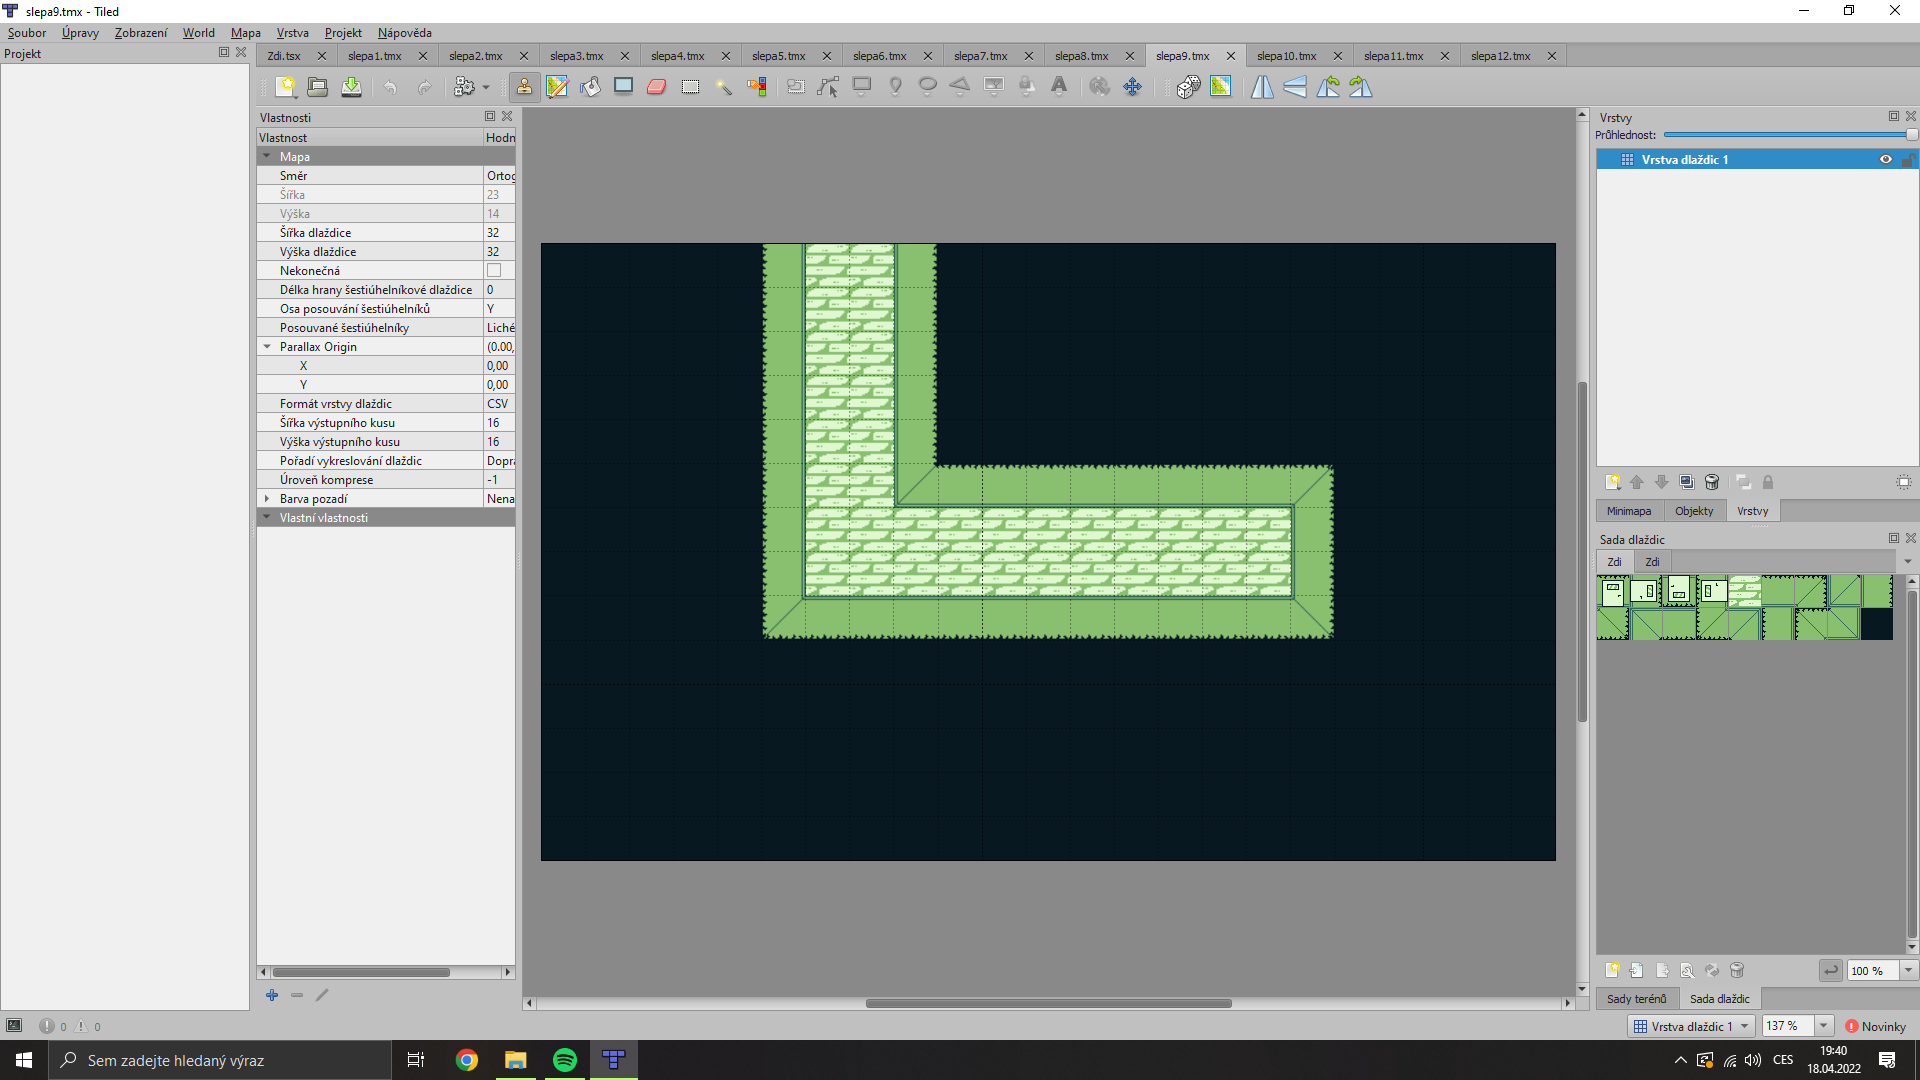 slepa9.tmx - Tiled
Soubor Úpravy Zobrazení World Mapa Vrstva Projekt Nápověda
Projekt
Zdi.tsx slepa1.tmx slepa2.tmx slepa3.tmx slepa4.tmx slepa5.tmx slepa6.tmx slepa7.tmx slepa8.tmx slepa9.tmx slepa10.tmx slepa11.tmx slepa12.tmx
Vlastnosti
Vlastnost Hodn
Mapa
Směr Ortog
Šířka 23
Výška 14
Šířka dlaždice 32
Výška dlaždice 32
Nekonečná
Délka hrany šestiúhelníkové dlaždice 0
Osa posouvání šestiúhelníků Y
Posouvané šestiúhelníky Liché
Parallax Origin (0.00,
X 0,00
Y 0,00
Formát vrstvy dlaždic CSV
Šířka výstupního kusu 16
Výška výstupního kusu 16
Pořadí vykreslování dlaždic Dopra
Úroveň komprese -1
Barva pozadí Nena
Vlastní vlastnosti
Vrstvy
Průhlednost:
Vrstva dlaždic 1
Minimapa Objekty Vrstvy
Sada dlaždic
Zdi Zdi
100 %
Sady terénů Sada dlaždic
0 0
Vrstva dlaždic 1 137 % Novinky
Sem zadejte hledaný výraz
CES
19:40
18.04.2022